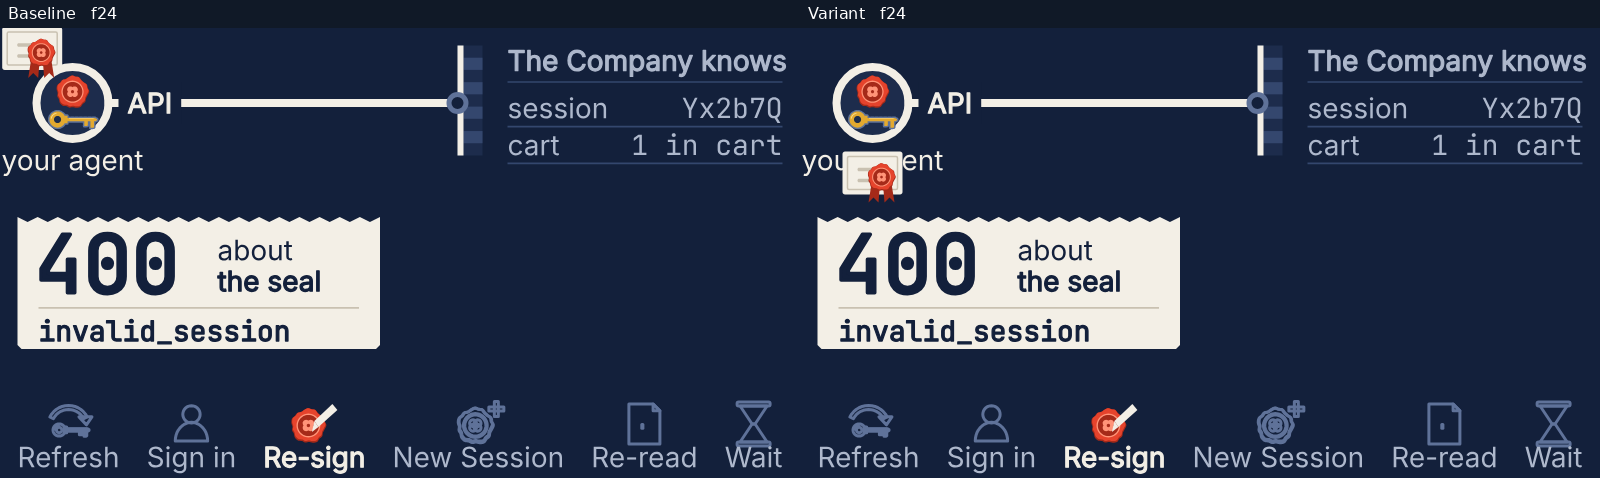 Baseline f24
API
The Company knows
session Yx2b7Q
cart 1 in cart
your agent
400 about
the seal
invalid_session
Refresh Sign in Re-sign New Session Re-read Wait
Variant f24
API
The Company knows
session Yx2b7Q
cart 1 in cart
400 about
the seal
invalid_session
Refresh Sign in Re-sign New Session Re-read Wait